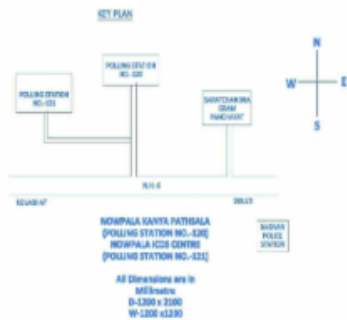 KEY PLAN
POLLING STATION
NO.-120
POLLING STATION
NO.-121
SARATCHANDRA
GRAM
PANCHAYAT
N
W
E
S
N.H.6
KOLAGHAT
NOWPALA KANYA PATHSALA
(POLLING STATION NO.-120)
NOWPALA ICDS CENTRE
(POLLING STATION NO.-121)
BAGNAN
POLICE
STATION
All Dimensions are in
Millimetre
D-1200 x 2100
W-1200 x1200